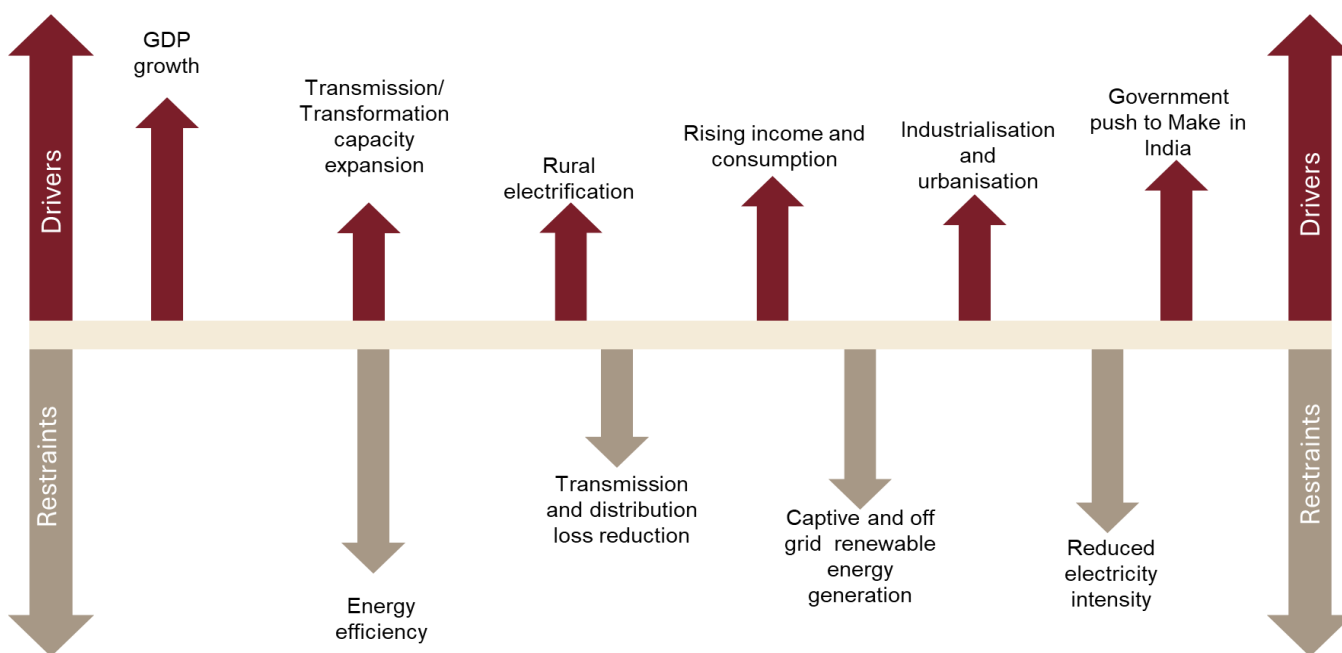 Drivers
GDP
growth
Transmission/
Transformation
capacity
expansion
Rural
electrification
Rising income and
consumption
Industrialisation
and
urbanisation
Government
push to Make in
India
Drivers
Restraints
Energy
efficiency
Transmission
and distribution
loss reduction
Captive and off
grid renewable
energy
generation
Reduced
electricity
intensity
Restraints